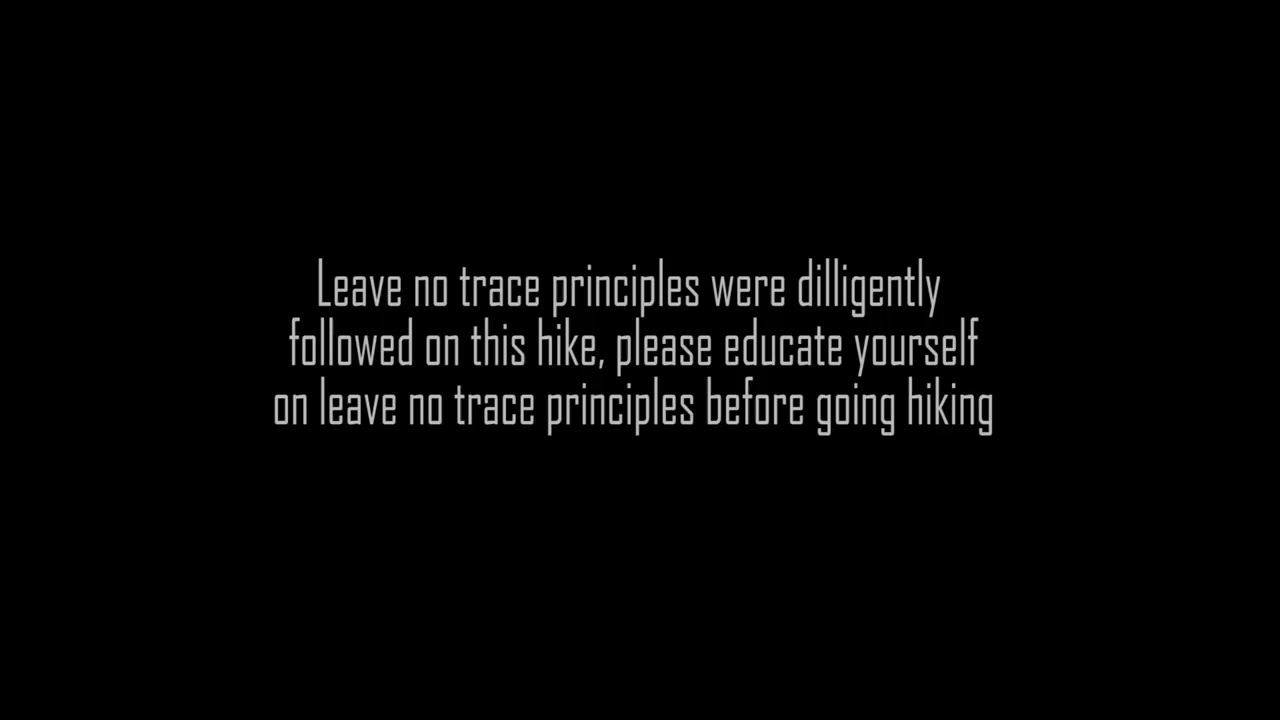 Leave no trace principles were dilligently
followed on this hike, please educate yourself
on leave no trace principles before going hiking